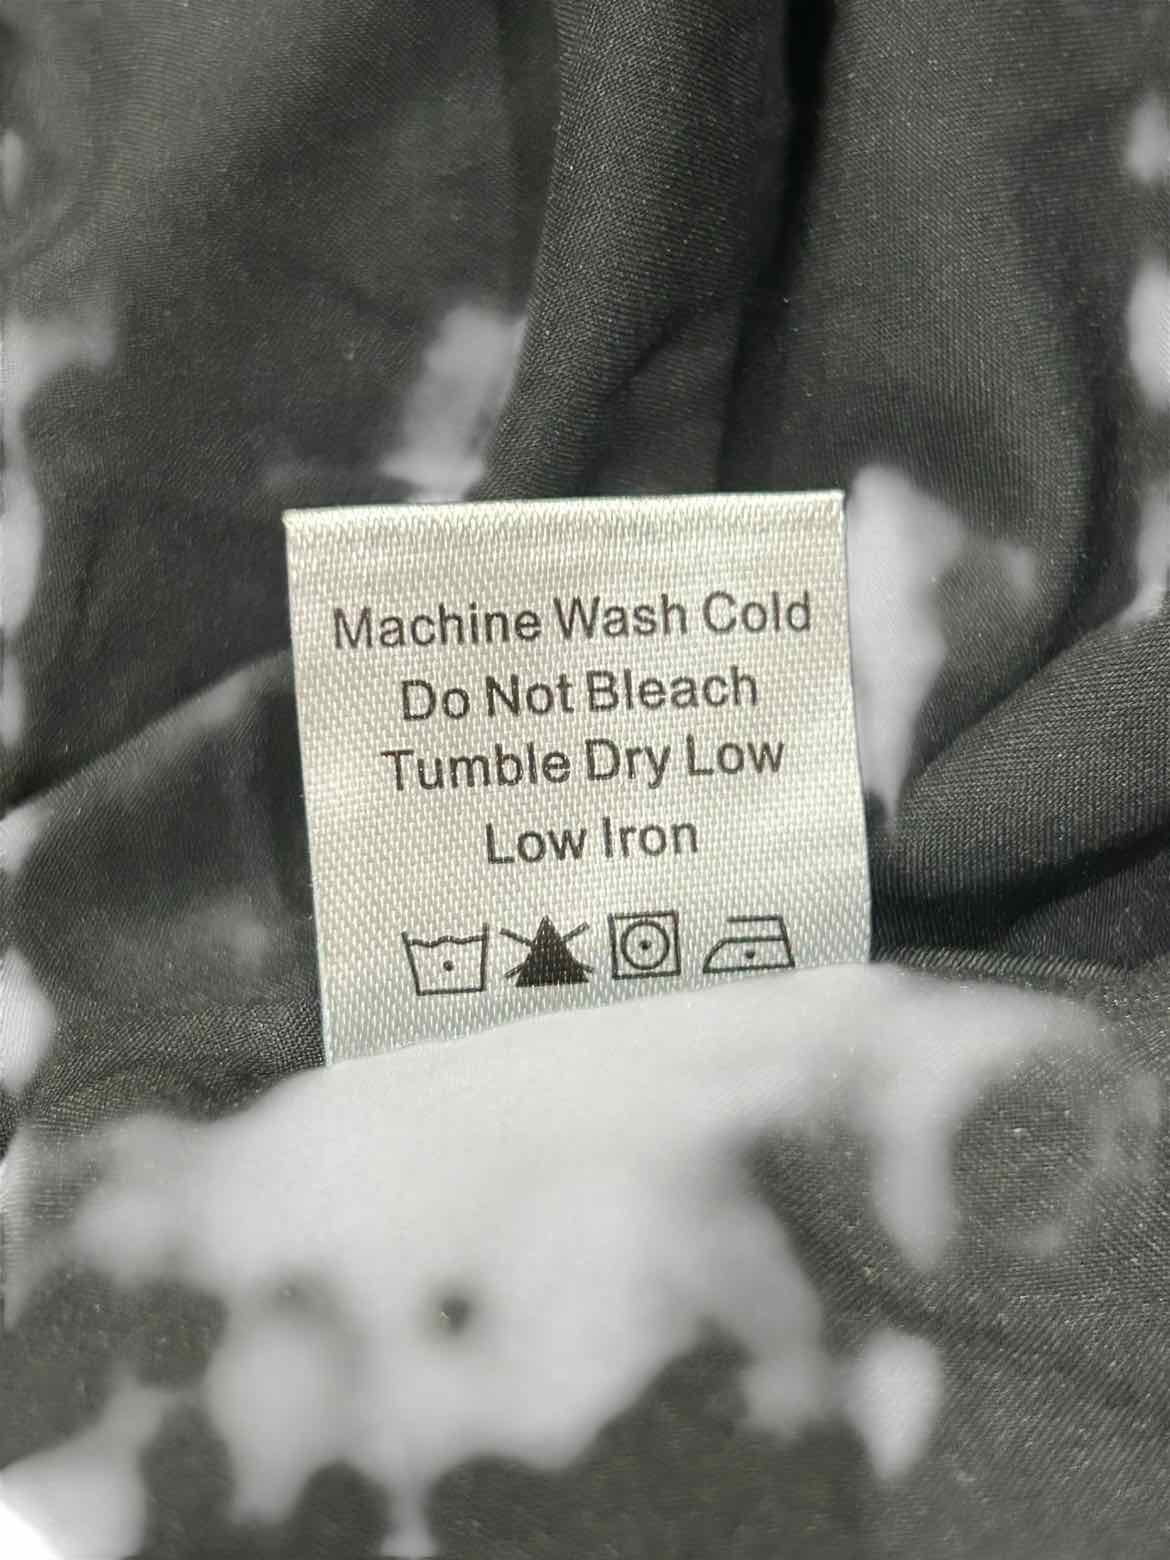 Machine Wash Cold
Do Not Bleach
Tumble Dry Low
Low Iron